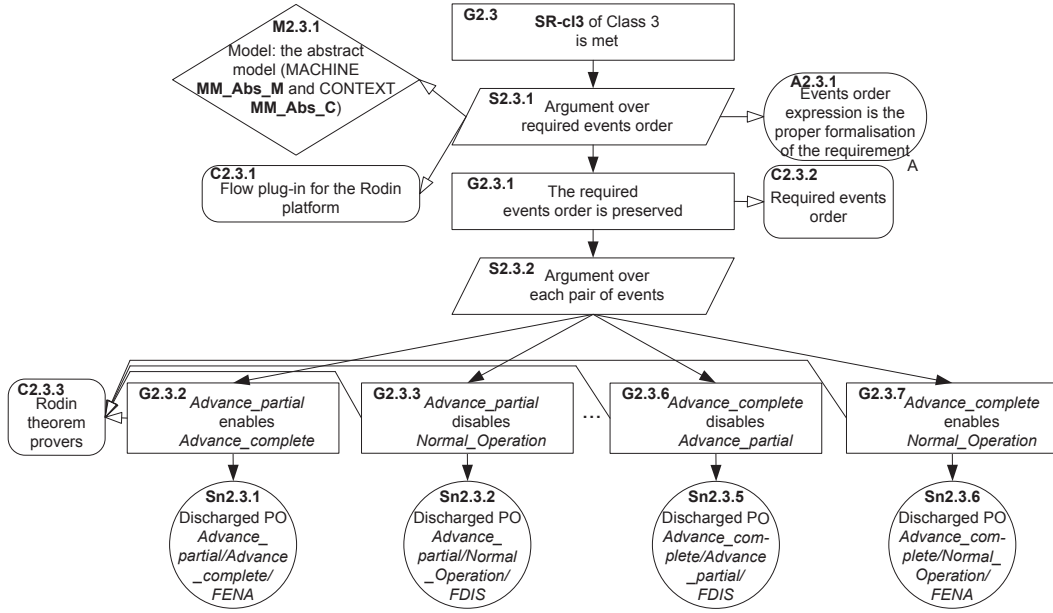 M2.3.1
Model: the abstract
model (MACHINE
MM_Abs_M and CONTEXT
MM_Abs_C)
G2.3
SR-cl3 of Class 3
is met
S2.3.1
Argument over
required events order
A2.3.1
Events order
expression is the
proper formalisation
of the requirement
A
C2.3.1
Flow plug-in for the Rodin
platform
G2.3.1
The required
events order is preserved
C2.3.2
Required events
order
S2.3.2
Argument over
each pair of events
C2.3.3
Rodin
theorem
provers
G2.3.2
Advance_partial
enables
Advance_complete
G2.3.3
Advance_partial
disables
Normal_Operation
...
G2.3.6
Advance_complete
disables
Advance_partial
G2.3.7
Advance_complete
enables
Normal_Operation
Sn2.3.1
Discharged PO
Advance_
partial/Advance
_complete/
FENA
Sn2.3.2
Discharged PO
Advance_
partial/Normal
_Operation/
FDIS
Sn2.3.5
Discharged PO
Advance_com-
plete/Advance
_partial/
FDIS
Sn2.3.6
Discharged PO
Advance_com-
plete/Normal_
Operation/
FENA